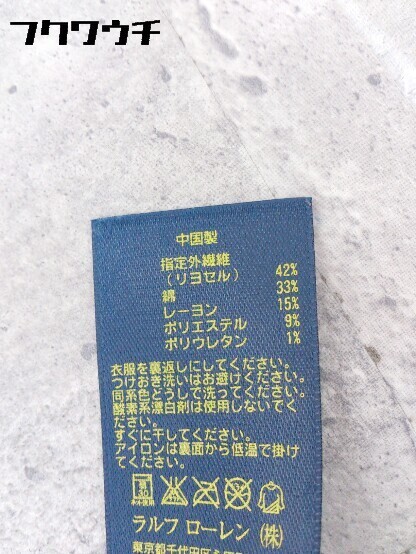 フクワウチ
中国製
指定外繊維
(リヨセル) 42%
綿 33%
レーヨン 15%
ポリエステル 9%
ポリウレタン 1%
衣服を裏返しにしてください。
つけおき洗いはお避けください。
同系色どうしで洗ってください。
酸素系漂白剤は使用しないでく
ださい。
すぐに干してください。
アイロンは裏面から低温で掛け
てください。
ラルフ ローレン (株)
東京都千代田区